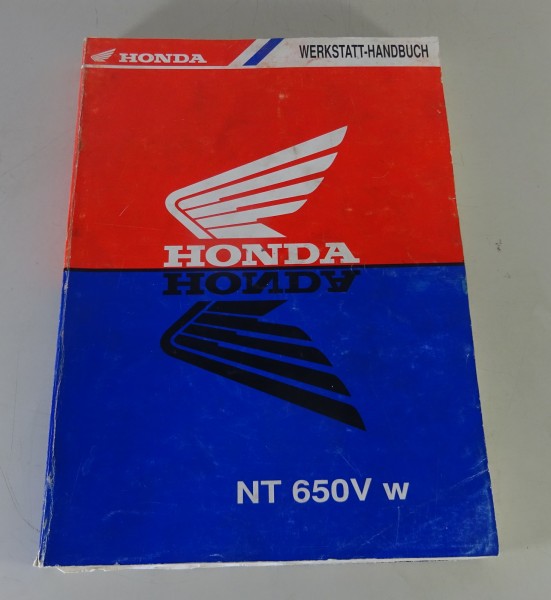 HONDA WERKSTATT-HANDBUCH
HONDA
HONDA
NT 650V w